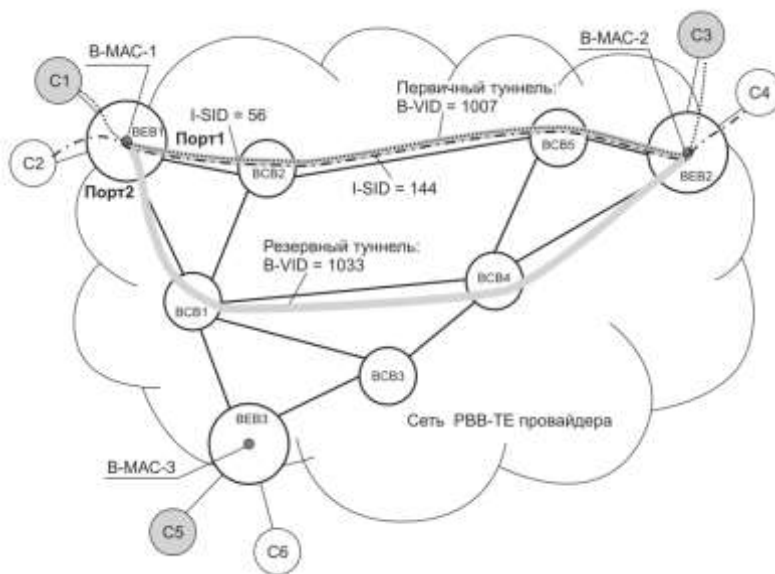 B-MAC-1
B-MAC-2
C3
C1
Первичный туннель:
B-VID = 1007
C4
I-SID = 56
BEB1
Порт1
C2
BCB5
BCB2
Порт2
I-SID = 144
BEB2
Резервный туннель:
B-VID = 1033
BCB4
BCB1
BCB3
BEB3
Сеть PBB-TE провайдера
B-MAC-3
C5
C6